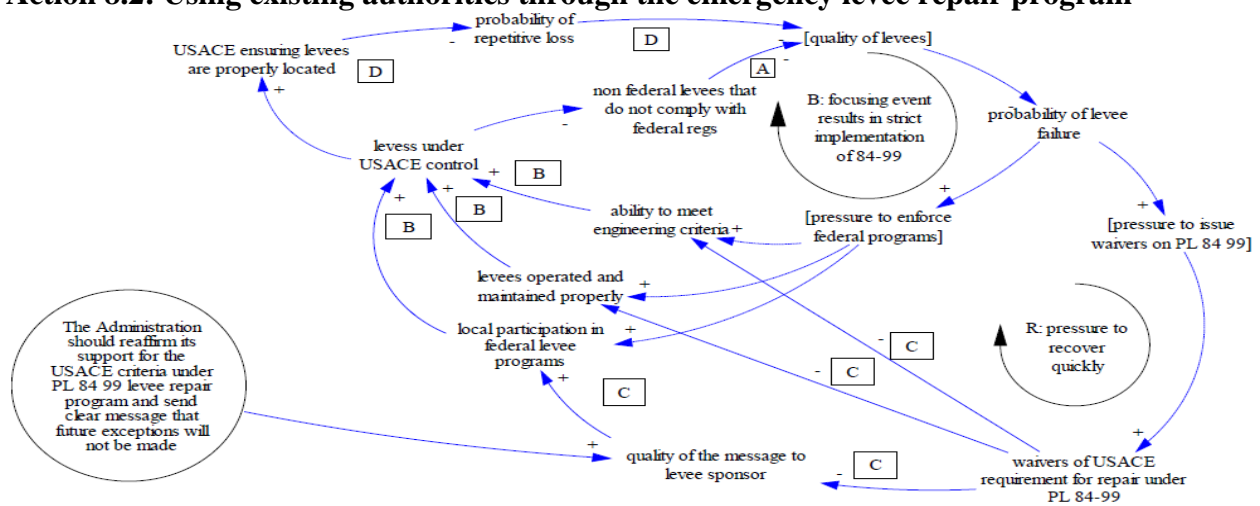 Action 8.2: Using existing authorities through the emergency levee repair program
probability of
repetitive loss
-
D
-
-
[quality of levees]
USACE ensuring levees
are properly located
D
+
A
non federal levees that
do not comply with
federal regs
-
B: focusing event
results in strict
implementation
of 84-99
-
probability of levee
failure
levess under
USACE control
+
B
+
B
+
B
ability to meet
engineering criteria
+
+
[pressure to enforce
federal programs]
+
[pressure to issue
waivers on PL 84 99]
levees operated and
maintained properly
+
local participation in
federal levee
programs
+
R: pressure to
recover
quickly
The Administration
should reaffirm its
support for the
USACE criteria under
PL 84 99 levee repair
program and send
clear message that
future exceptions will
not be made
-
C
-
C
+
C
+
quality of the message to
levee sponsor
-
C
+
waivers of USACE
requirement for repair under
PL 84-99